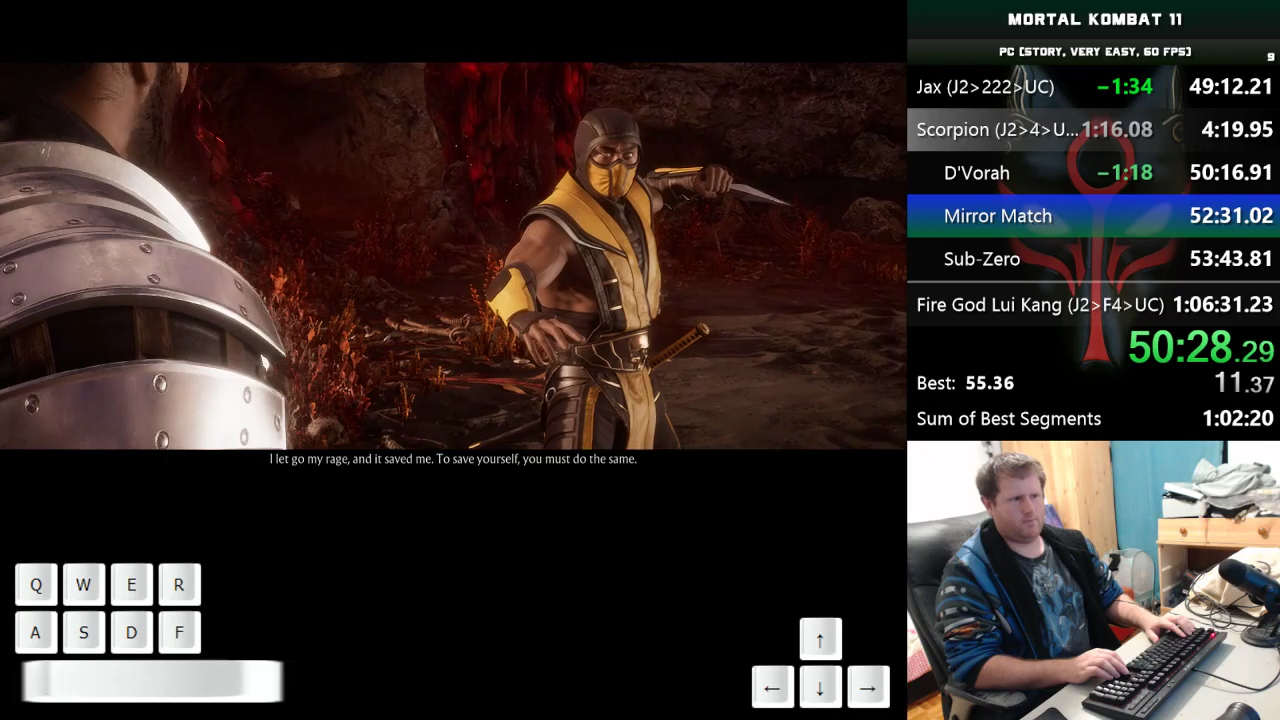 MORTAL KOMBAT 11
PC (STORY, VERY EASY, 60 FPS)
9
Jax (J2>222>UC) −1:34 49:12.21
Scorpion (J2>4>U... 1:16.08 4:19.95
D'Vorah −1:18 50:16.91
Mirror Match 52:31.02
Sub-Zero 53:43.81
Fire God Lui Kang (J2>F4>UC) 1:06:31.23
50:28.29
Best: 55.36 11.37
Sum of Best Segments 1:02:20
I let go my rage, and it saved me. To save yourself, you must do the same.
Q W E R
A S D F
↑
← ↓ →